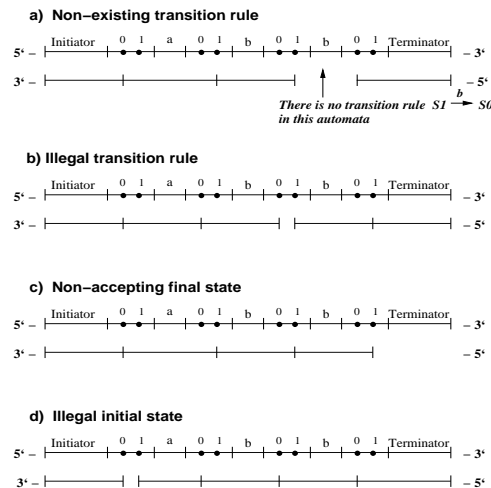 a) Non–existing transition rule
Initiator 0 1 a 0 1 b 0 1 b 0 1 Terminator
5‘ – – 3‘
3‘ – – 5‘
There is no transition rule S1 b S0
in this automata
b) Illegal transition rule
Initiator 0 1 a 0 1 b 0 1 b 0 1 Terminator
5‘ – – 3‘
3‘ – – 5‘
c) Non–accepting final state
Initiator 0 1 a 0 1 b 0 1 b 0 1 Terminator
5‘ – – 3‘
3‘ – – 5‘
d) Illegal initial state
Initiator 0 1 a 0 1 b 0 1 b 0 1 Terminator
5‘ – – 3‘
3‘ – – 5‘